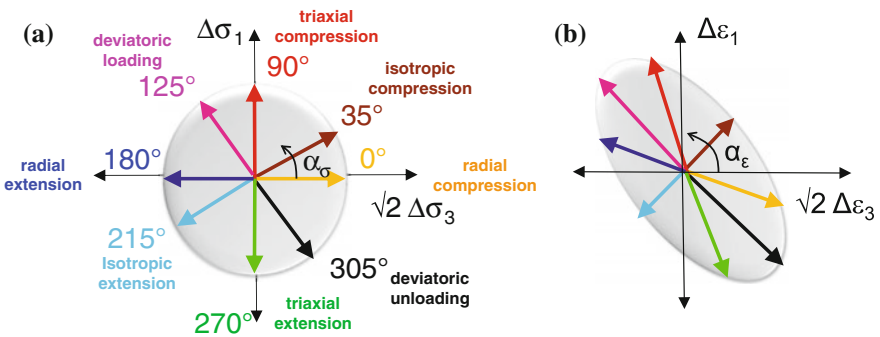 (a)
Δσ1
triaxial
compression
90°
deviatoric
loading
125°
isotropic
compression
35°
radial
extension
180°
ασ
0°
radial
compression
√2 Δσ3
215°
Isotropic
extension
305° deviatoric
unloading
270° triaxial
extension
(b)
Δε1
αε
√2 Δε3